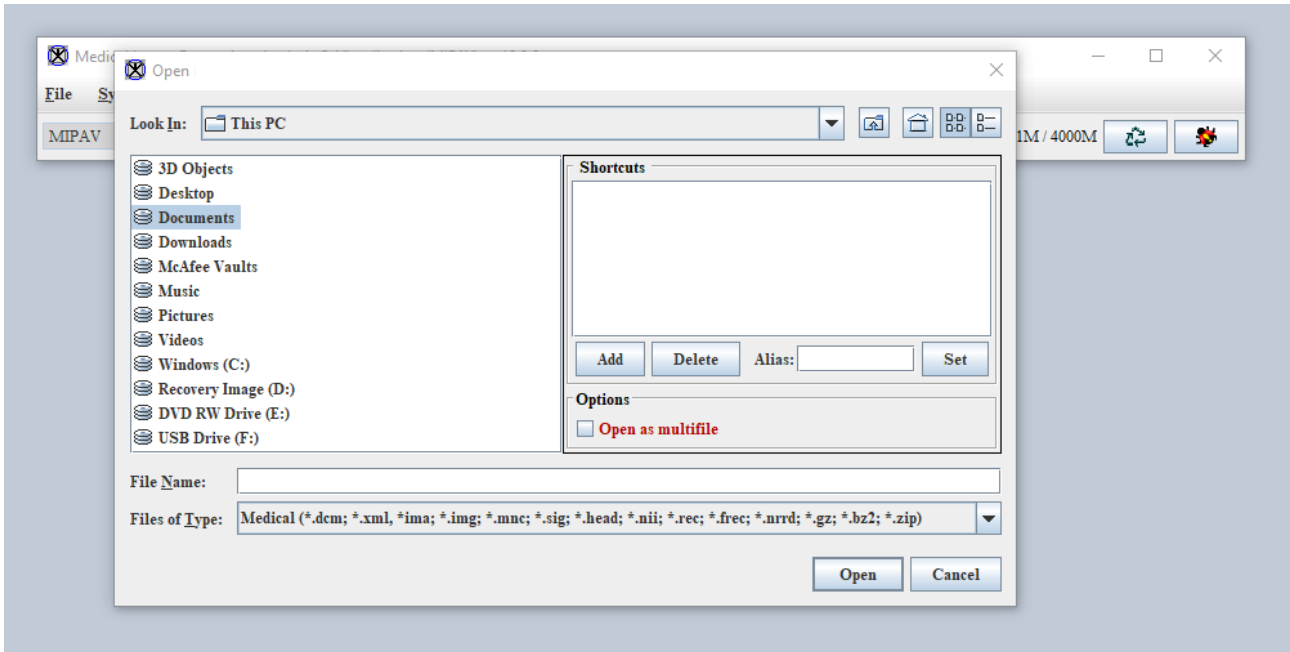 Medic
Open
File Sy
Look In: This PC
MIPAV
1M / 4000M
3D Objects
Desktop
Documents
Downloads
McAfee Vaults
Music
Pictures
Videos
Windows (C:)
Recovery Image (D:)
DVD RW Drive (E:)
USB Drive (F:)
Shortcuts
Add Delete Alias: Set
Options
Open as multifile
File Name:
Files of Type: Medical (*.dcm; *.xml, *ima; *.img; *.mnc; *.sig; *.head; *.nii; *.rec; *.frec; *.nrrd; *.gz; *.bz2; *.zip)
Open Cancel